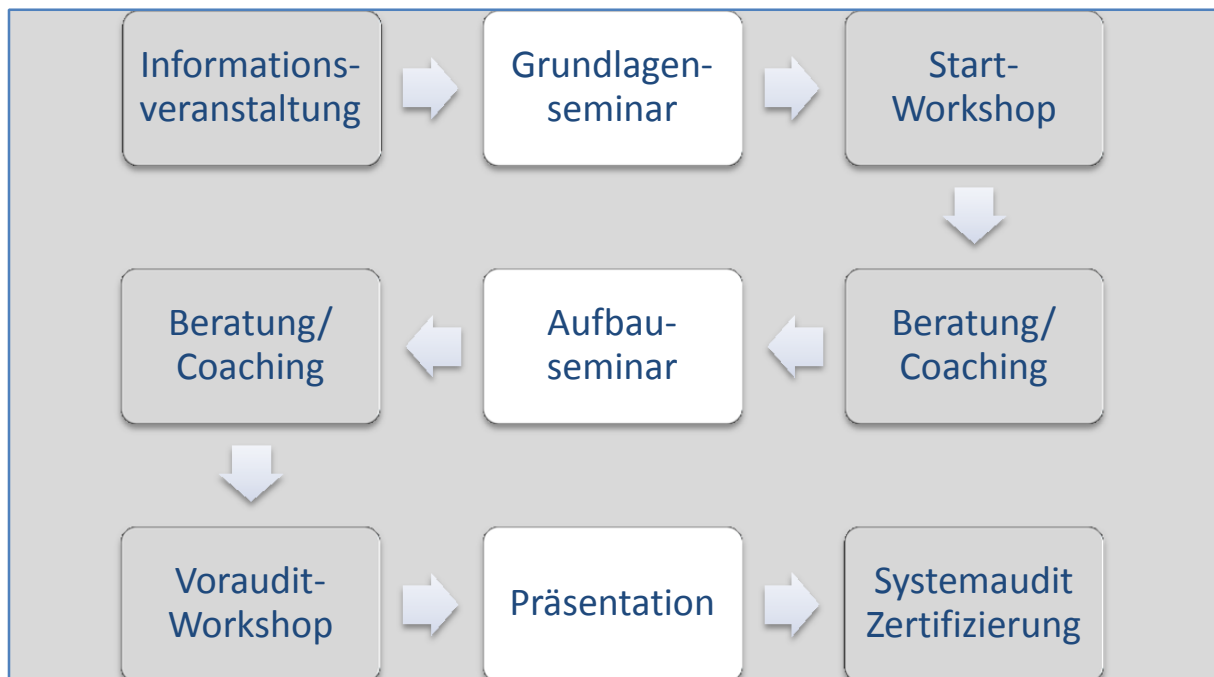 Informations-
veranstaltung
Grundlagen-
seminar
Start-
Workshop
Beratung/
Coaching
Aufbau-
seminar
Beratung/
Coaching
Voraudit-
Workshop
Präsentation
Systemaudit
Zertifizierung